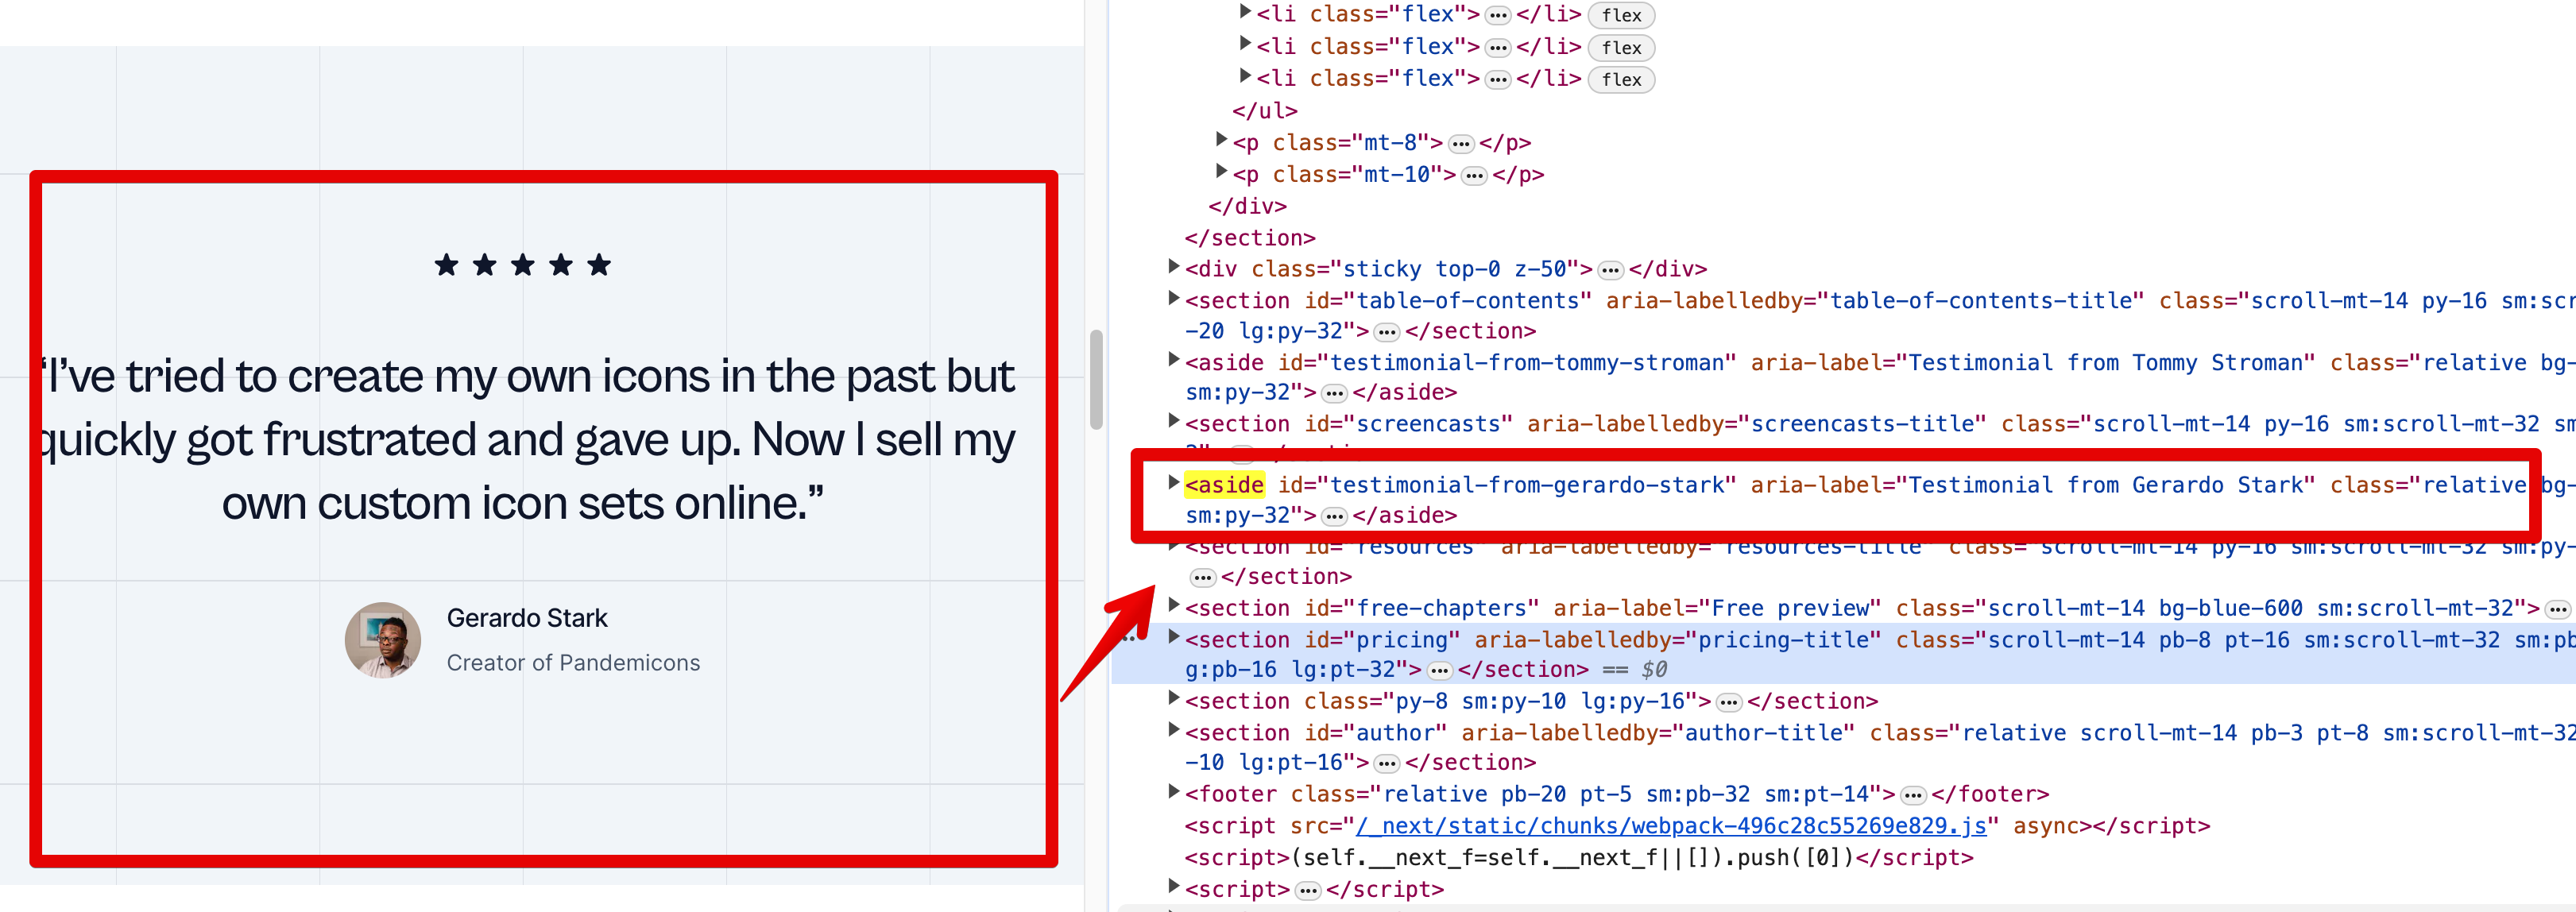 “I’ve tried to create my own icons in the past but
quickly got frustrated and gave up. Now I sell my
own custom icon sets online.”
Gerardo Stark
Creator of Pandemicons
<li class="flex"> ••• </li> flex
<li class="flex"> ••• </li> flex
<li class="flex"> ••• </li> flex
</ul>
<p class="mt-8"> ••• </p>
<p class="mt-10"> ••• </p>
</div>
</section>
<div class="sticky top-0 z-50"> ••• </div>
<section id="table-of-contents" aria-labelledby="table-of-contents-title" class="scroll-mt-14 py-16 sm:scr
-20 lg:py-32"> ••• </section>
<aside id="testimonial-from-tommy-stroman" aria-label="Testimonial from Tommy Stroman" class="relative bg-
sm:py-32"> ••• </aside>
<section id="screencasts" aria-labelledby="screencasts-title" class="scroll-mt-14 py-16 sm:scroll-mt-32 sm
<aside id="testimonial-from-gerardo-stark" aria-label="Testimonial from Gerardo Stark" class="relative bg-
sm:py-32"> ••• </aside>
<section id="resources" aria-labelledby="resources-title" class="scroll-mt-14 py-16 sm:scroll-mt-32 sm:py-
••• </section>
<section id="free-chapters" aria-label="Free preview" class="scroll-mt-14 bg-blue-600 sm:scroll-mt-32"> •••
<section id="pricing" aria-labelledby="pricing-title" class="scroll-mt-14 pb-8 pt-16 sm:scroll-mt-32 sm:pb
g:pb-16 lg:pt-32"> ••• </section> == $0
<section class="py-8 sm:py-10 lg:py-16"> ••• </section>
<section id="author" aria-labelledby="author-title" class="relative scroll-mt-14 pb-3 pt-8 sm:scroll-mt-32
-10 lg:pt-16"> ••• </section>
<footer class="relative pb-20 pt-5 sm:pb-32 sm:pt-14"> ••• </footer>
<script src="/_next/static/chunks/webpack-496c28c55269e829.js" async></script>
<script>(self.__next_f=self.__next_f||[]).push([0])</script>
<script> ••• </script>